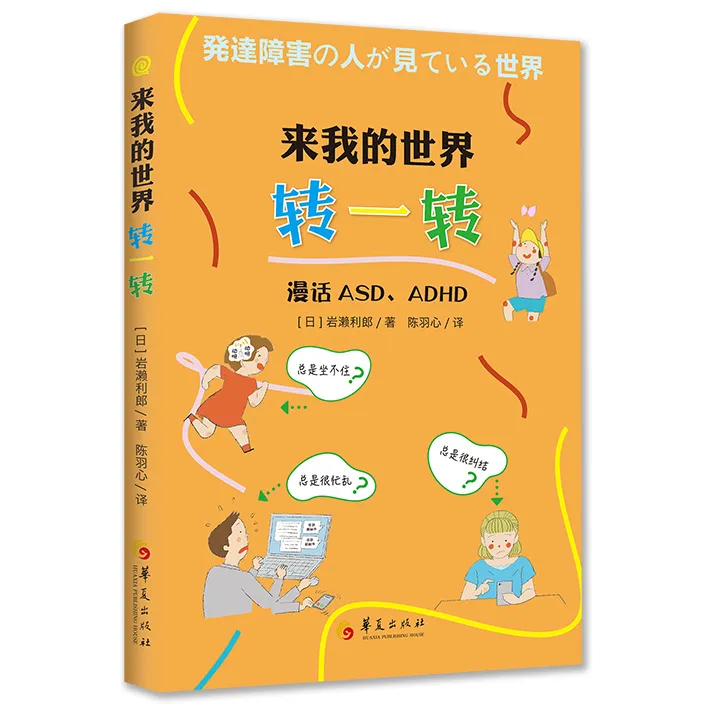 発達障害の人が見ている世界
来我的世界
转一转
漫话 ASD、ADHD
[日]岩濑利郎/著 陈羽心/译
总是坐不住?
总是很纠结?
总是很忙乱?
華夏出版社
HUAXIA PUBLISHING HOUSE
来我的世界
转一转
[日]岩濑利郎/著 陈羽心/译
華夏出版社
HUAXIA PUBLISHING HOUSE